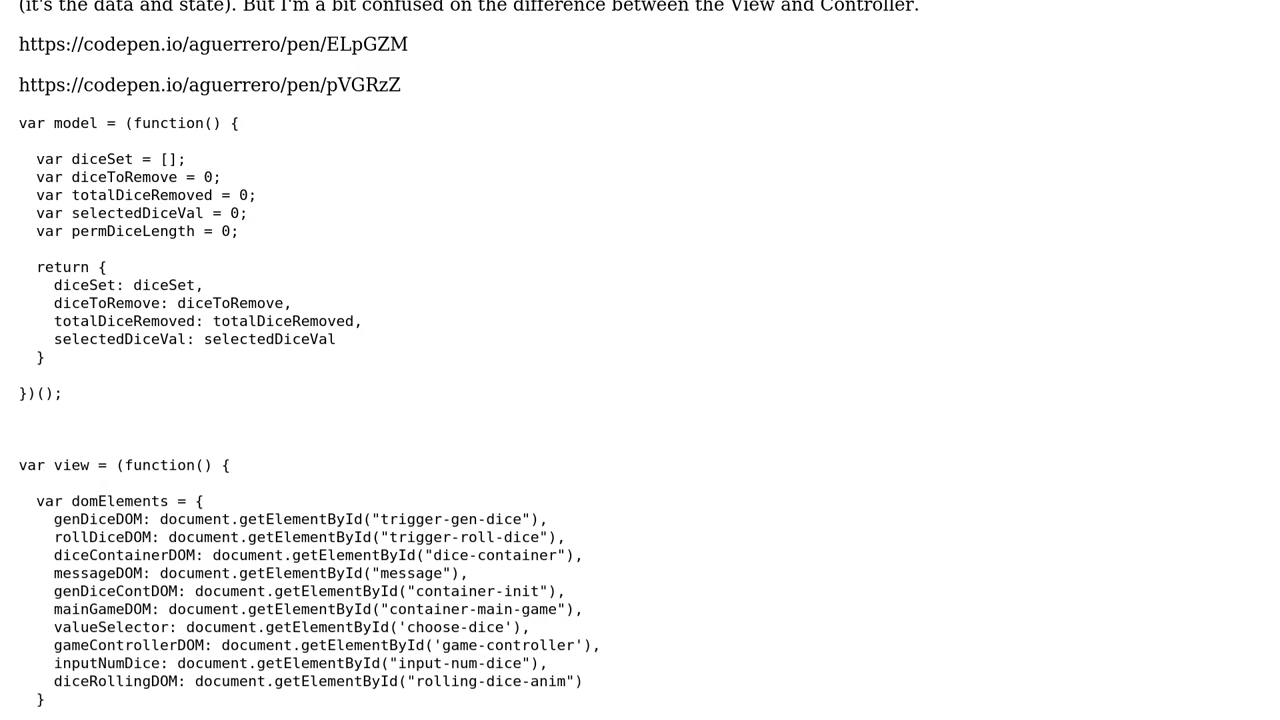 (it's the data and state). But I'm a bit confused on the difference between the View and Controller.
https://codepen.io/aguerrero/pen/ELpGZM
https://codepen.io/aguerrero/pen/pVGRzZ
var model = (function() {
  var diceSet = [];
  var diceToRemove = 0;
  var totalDiceRemoved = 0;
  var selectedDiceVal = 0;
  var permDiceLength = 0;
  return {
    diceSet: diceSet,
    diceToRemove: diceToRemove,
    totalDiceRemoved: totalDiceRemoved,
    selectedDiceVal: selectedDiceVal
  }
})();
var view = (function() {
  var domElements = {
    genDiceDOM: document.getElementById("trigger-gen-dice"),
    rollDiceDOM: document.getElementById("trigger-roll-dice"),
    diceContainerDOM: document.getElementById("dice-container"),
    messageDOM: document.getElementById("message"),
    genDiceContDOM: document.getElementById("container-init"),
    mainGameDOM: document.getElementById("container-main-game"),
    valueSelector: document.getElementById('choose-dice'),
    gameControllerDOM: document.getElementById('game-controller'),
    inputNumDice: document.getElementById("input-num-dice"),
    diceRollingDOM: document.getElementById("rolling-dice-anim")
  }